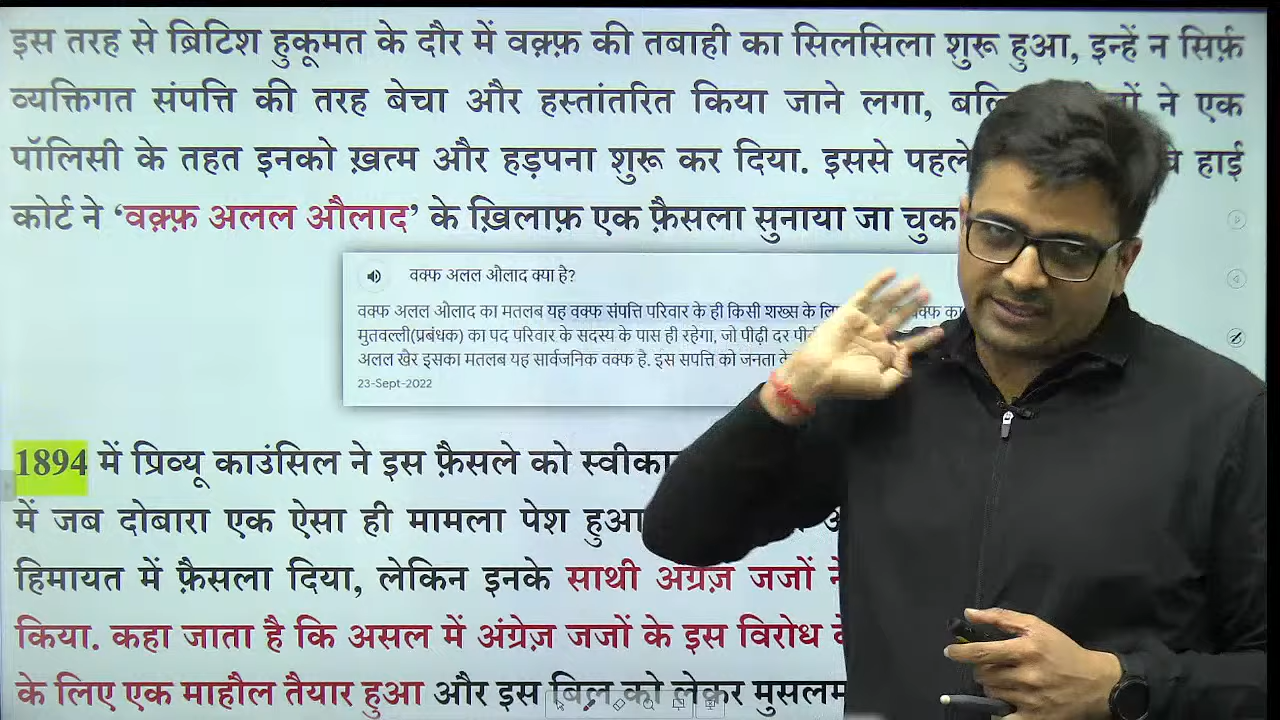 इस तरह से ब्रिटिश हुकूमत के दौर में वक़्फ़ की तबाही का सिलसिला शुरू हुआ, इन्हें न सिर्फ़
व्यक्तिगत संपत्ति की तरह बेचा और हस्तांतरित किया जाने लगा, ने एक
पॉलिसी के तहत इनको ख़त्म और हड़पना शुरू कर दिया. इससे पहले हाई
कोर्ट ने ‘वक़्फ़ अलल औलाद’ के ख़िलाफ़ एक फ़ैसला सुनाया जा
वक्फ अलल औलाद क्या है?
वक्फ अलल ओलाद का मतलब यह वक्फ संपत्ति परिवार के ही किसी शख्स के वक्फ का
मुतवल्ली(प्रबंधक) का पद परिवार के सदस्य के पास ही रहेगा, जो पीढ़ी दर
अलल खैर इसका मतलब यह सार्वजनिक वक्फ है. इस सपत्ति को जनता
23-Sept-2022
1894 में प्रिव्यू काउंसिल ने इस फ़ैसले को
में जब दोबारा एक ऐसा ही मामला पेश हुआ
हिमायत में फ़ैसला दिया, लेकिन इनके साथी अंग्रेज़ जजों
किया. कहा जाता है कि असल में अंग्रेज़ जजों के इस विरोध
के लिए एक माहौल तैयार हुआ और इस बिल को लेकर